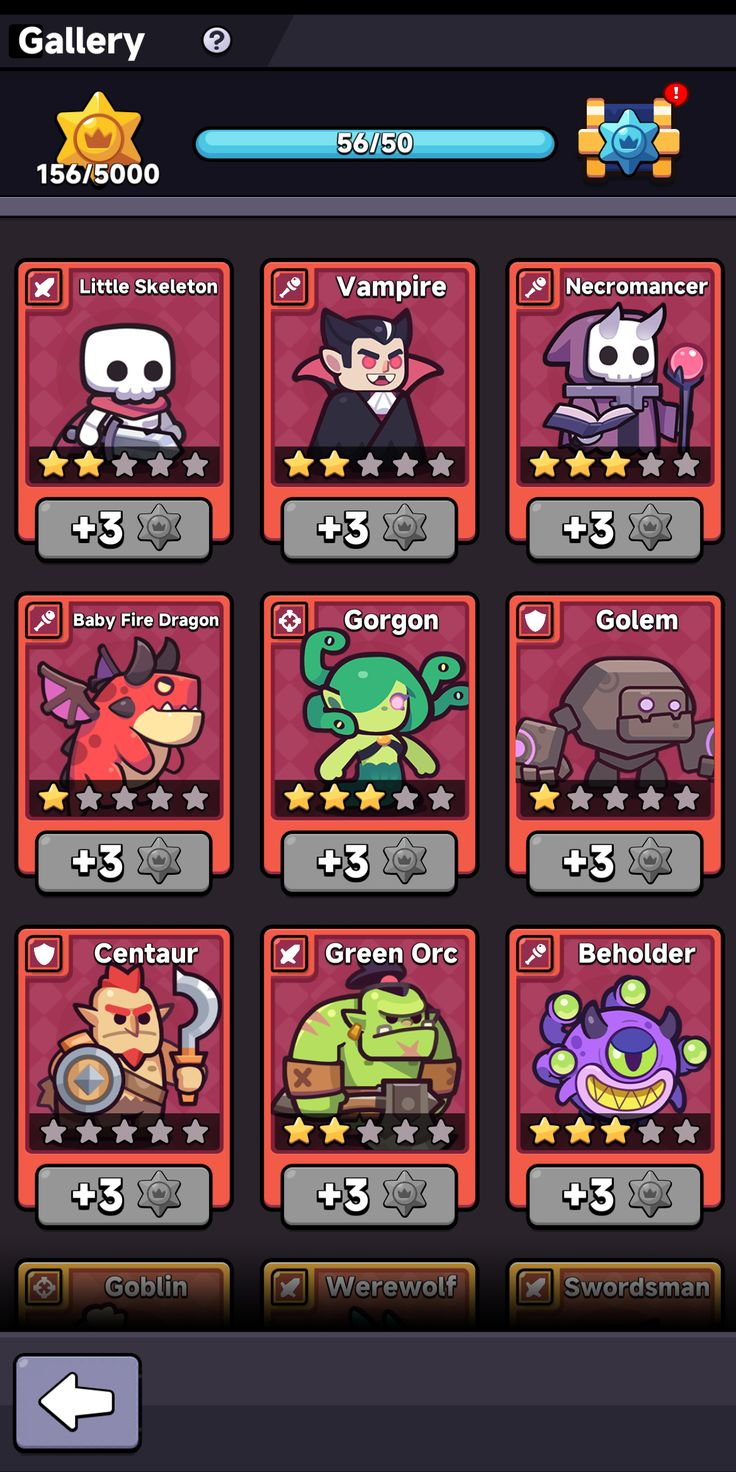 Gallery ?
156/5000
56/50
!
Little Skeleton
Vampire
Necromancer
+3
+3
+3
Baby Fire Dragon
Gorgon
Golem
+3
+3
+3
Centaur
Green Orc
Beholder
+3
+3
+3
Goblin
Werewolf
Swordsman